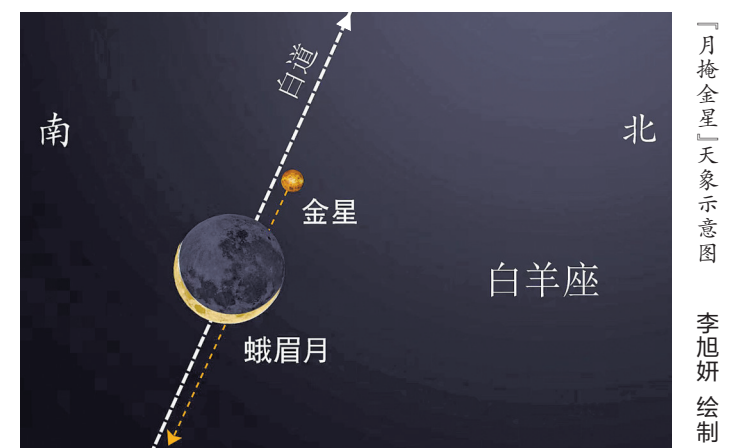 白道
南
北
金星
白羊座
蛾眉月
『月掩金星』天象示意图
李旭妍 绘制